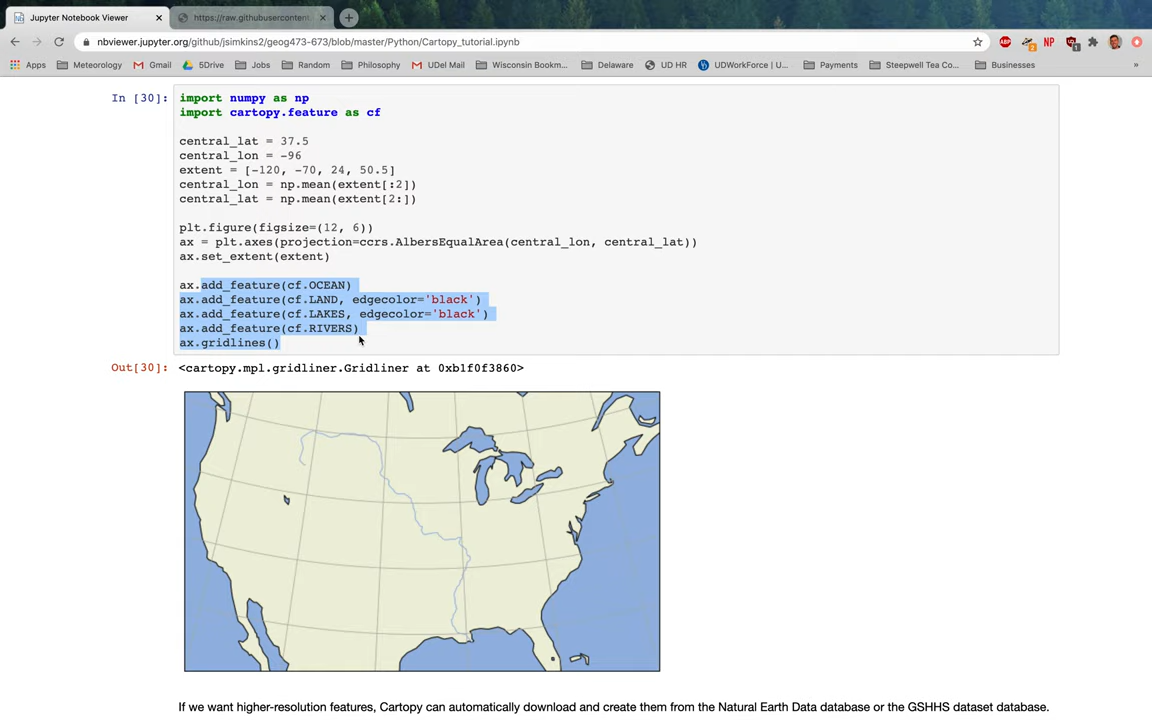 Jupyter Notebook Viewer
https://raw.githubusercontent.
nbviewer.jupyter.org/github/jsimkins2/geog473-673/blob/master/Python/Cartopy_tutorial.ipynb
Apps Meteorology Gmail 5Drive Jobs Random Philosophy UDel Mail Wisconsin Bookm... Delaware UD HR UDWorkForce | U... Payments Steepwell Tea Co... Businesses »
In [30]: import numpy as np
import cartopy.feature as cf
central_lat = 37.5
central_lon = -96
extent = [-120, -70, 24, 50.5]
central_lon = np.mean(extent[:2])
central_lat = np.mean(extent[2:])
plt.figure(figsize=(12, 6))
ax = plt.axes(projection=ccrs.AlbersEqualArea(central_lon, central_lat))
ax.set_extent(extent)
ax.add_feature(cf.OCEAN)
ax.add_feature(cf.LAND, edgecolor='black')
ax.add_feature(cf.LAKES, edgecolor='black')
ax.add_feature(cf.RIVERS)
ax.gridlines()
Out[30]: <cartopy.mpl.gridliner.Gridliner at 0xb1f0f3860>
If we want higher-resolution features, Cartopy can automatically download and create them from the Natural Earth Data database or the GSHHS dataset database.